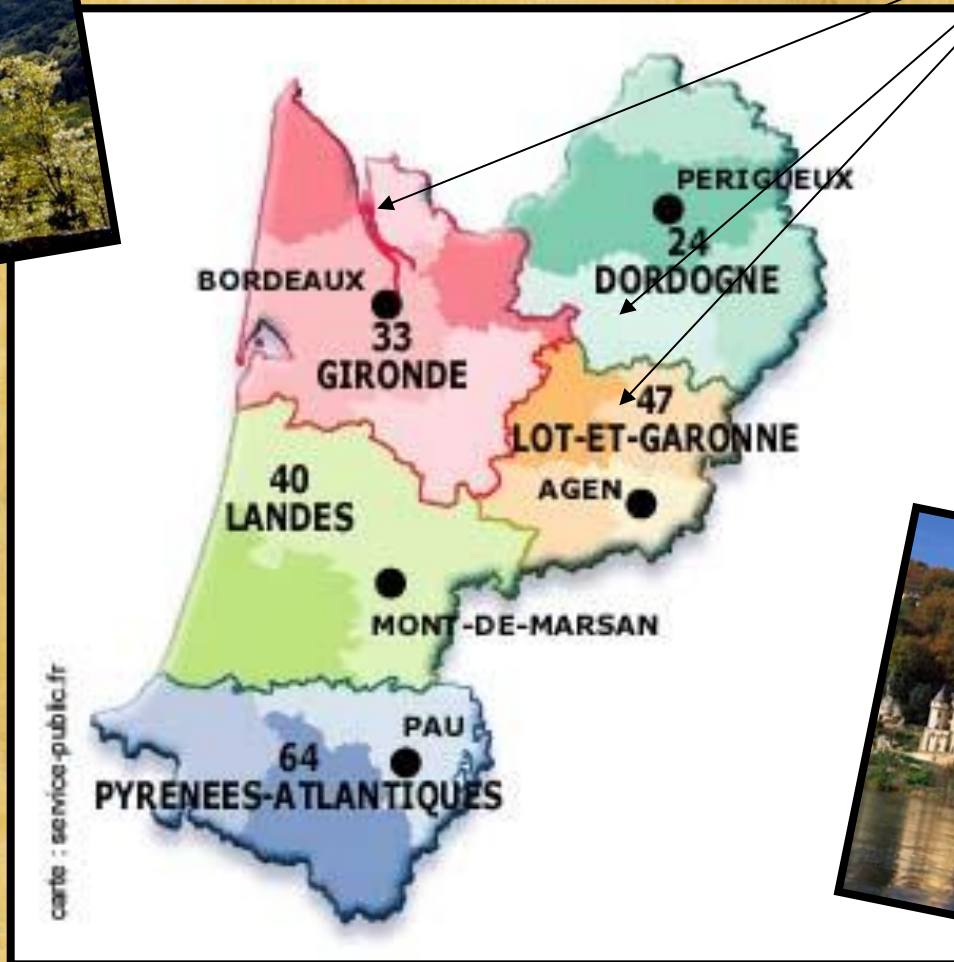 PERIGUEUX
24
DORDOGNE
BORDEAUX
33
GIRONDE
47
LOT-ET-GARONNE
AGEN
40
LANDES
MONT-DE-MARSAN
PAU
64
PYRENEES-ATLANTIQUES
carte : service-public.fr